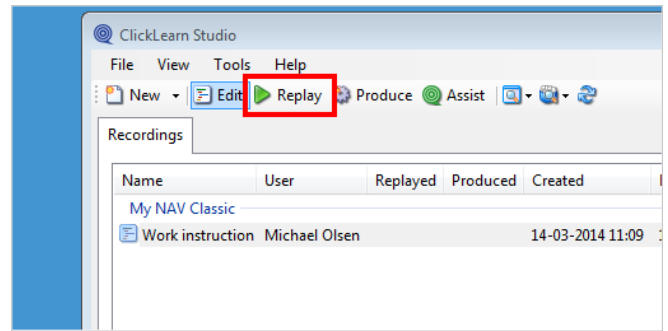 ClickLearn Studio
File View Tools Help
New Edit Replay Produce Assist
Recordings
Name User Replayed Produced Created
My NAV Classic
Work instruction Michael Olsen 14-03-2014 11:09